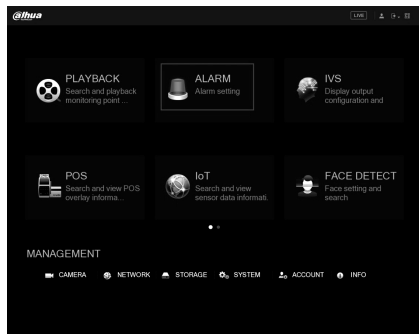 alhua
LIVE
PLAYBACK
Search and playback
monitoring point ...
ALARM
Alarm setting
IVS
Display output
configuration and
POS
Search and view POS
overlay informa...
IoT
Search and view
sensor data informati.
FACE DETECT
Face setting and
search
MANAGEMENT
CAMERA NETWORK STORAGE SYSTEM ACCOUNT INFO